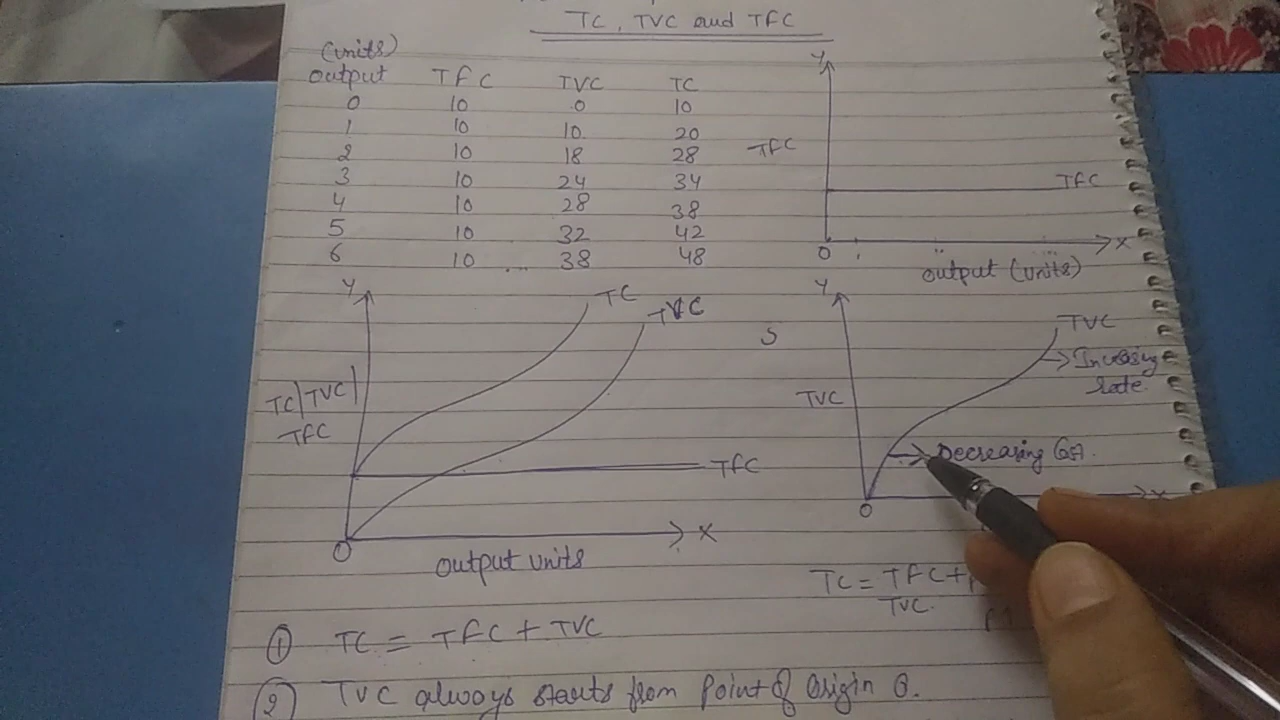 TC, TVC and TFC
(units)
output TFC TVC TC
0 10 0 10
1 10 10 20
2 10 18 28
3 10 24 34
4 10 28 38
5 10 32 42
6 10 38 48
Y
TFC
TFC
O
X
output (units)
Y
TC
TVC
TC/TVC/
TFC
TFC
O
X
output units
S
Y
TVC
Increasing
rate
TVC
Decreasing
O
X
TC = TFC +
TVC.
① TC = TFC + TVC
② TVC always starts from point of origin O.